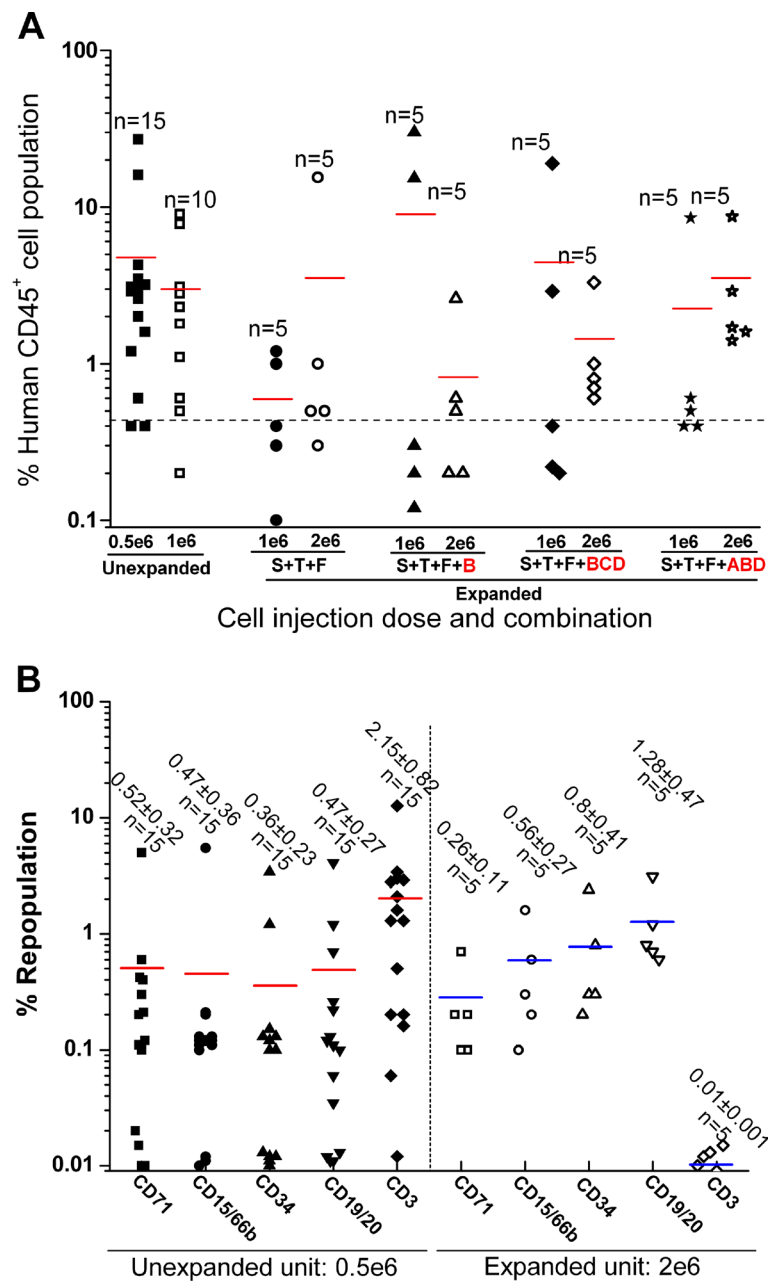 A
% Human CD45+ cell population
100
10
1
0.1
n=15
n=10
n=5
n=5
n=5
n=5
n=5
n=5
n=5 n=5
0.5e6 1e6 1e6 2e6 1e6 2e6 1e6 2e6 1e6 2e6
Unexpanded S+T+F S+T+F+B S+T+F+BCD S+T+F+ABD
Expanded
Cell injection dose and combination
B
% Repopulation
100
10
1
0.1
0.01
0.52±0.32
n=15
0.47±0.36
n=15
0.36±0.23
n=15
0.47±0.27
n=15
2.15±0.82
n=15
0.26±0.11
n=5
0.56±0.27
n=5
0.8±0.41
n=5
1.28±0.47
n=5
0.01±0.001
n=5
CD71 CD15/66b CD34 CD19/20 CD3 CD71 CD15/66b CD34 CD19/20 CD3
Unexpanded unit: 0.5e6 Expanded unit: 2e6